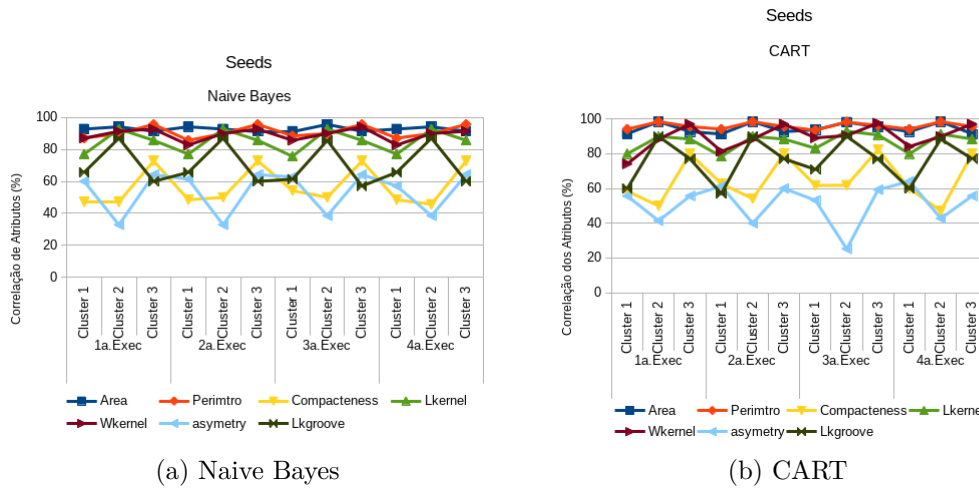 Seeds
Naive Bayes
Correlação de Atributos (%)
100
80
60
40
20
0
Cluster 1
Cluster 2
Cluster 3
Cluster 1
Cluster 2
Cluster 3
Cluster 1
Cluster 2
Cluster 3
Cluster 1
Cluster 2
Cluster 3
1a.Exec
2a.Exec
3a.Exec
4a.Exec
Area
Perimtro
Compacteness
Lkernel
Wkernel
asymetry
Lkgroove
(a) Naive Bayes
Seeds
CART
Correlação dos Atributos (%)
100
80
60
40
20
0
Cluster 1
Cluster 2
Cluster 3
Cluster 1
Cluster 2
Cluster 3
Cluster 1
Cluster 2
Cluster 3
Cluster 1
Cluster 2
Cluster 3
1a.Exec
2a.Exec
3a.Exec
4a.Exec
Area
Perimtro
Compacteness
Lkerne
Wkernel
asymetry
Lkgroove
(b) CART